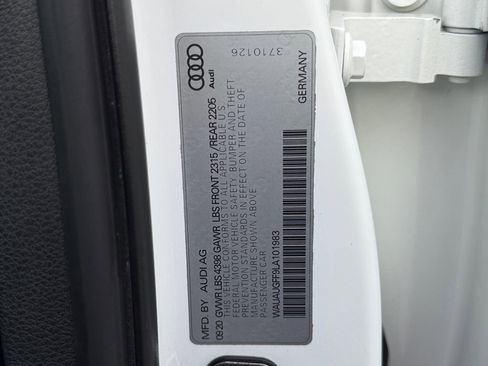 3710126
Audi
GERMANY
MFD. BY AUDI AG
09/20 GVWR LBS 4398 GAWR LBS FRONT 2315 / REAR 2205
THIS VEHICLE CONFORMS TO ALL APPLICABLE U.S.
FEDERAL MOTOR VEHICLE SAFETY, BUMPER AND THEFT
PREVENTION STANDARDS IN EFFECT ON THE DATE OF
MANUFACTURE SHOWN ABOVE.
PASSENGER CAR
WAUAUGFF9LA101983